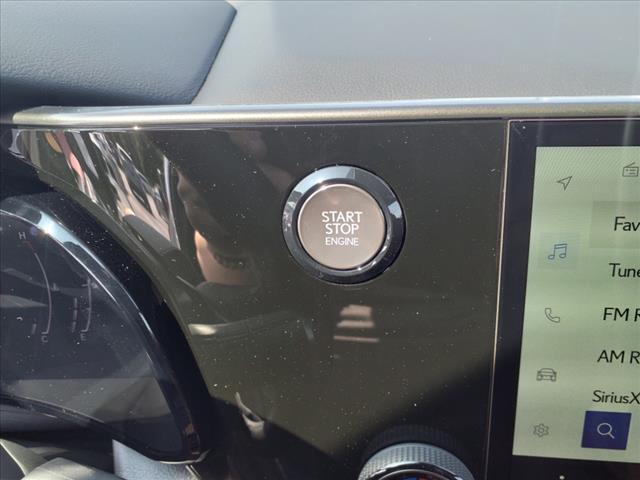 START
STOP
ENGINE
H
C
Fav
Tune
FM R
AM R
SiriusX